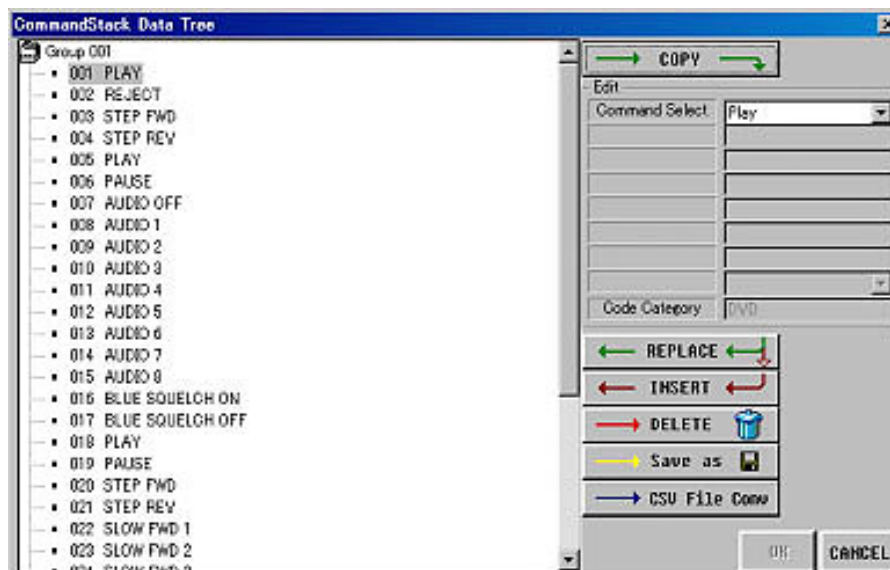 CommandStack Data Tree
Group 001
001 PLAY
002 REJECT
003 STEP FWD
004 STEP REV
005 PLAY
006 PAUSE
007 AUDIO OFF
008 AUDIO 1
009 AUDIO 2
010 AUDIO 3
011 AUDIO 4
012 AUDIO 5
013 AUDIO 6
014 AUDIO 7
015 AUDIO 8
016 BLUE SQUELCH ON
017 BLUE SQUELCH OFF
018 PLAY
019 PAUSE
020 STEP FWD
021 STEP REV
022 SLOW FWD 1
023 SLOW FWD 2
COPY
Edit
Command Select Play
Code Category DVD
REPLACE
INSERT
DELETE
Save as
CSV File Conv
OK CANCEL